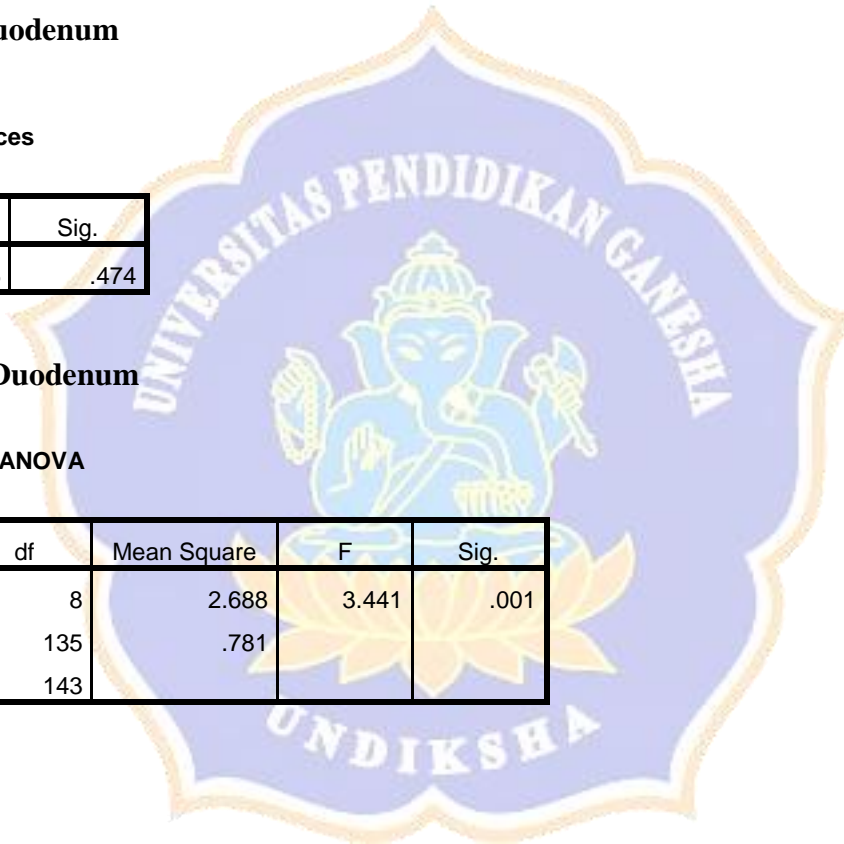 uodenum
ces
Sig.
.474
Duodenum
ANOVA
df Mean Square F Sig.
8 2.688 3.441 .001
135 .781
143
UNIVERSITAS PENDIDIKAN GANESHA
UNDIKSHA